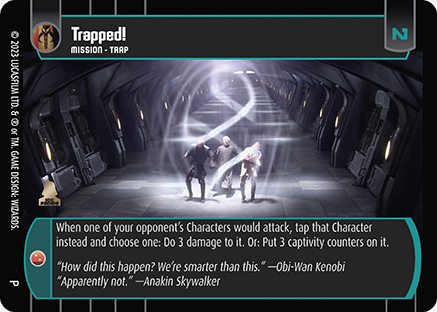 Trapped!
MISSION - TRAP
© 2023 LUCASFILM LTD. & ® or TM. GAME DESIGN: WIZARDS.
When one of your opponent's Characters would attack, tap that Character
instead and choose one: Do 3 damage to it. Or: Put 3 captivity counters on it.
"How did this happen? We're smarter than this." —Obi-Wan Kenobi
"Apparently not." —Anakin Skywalker
P